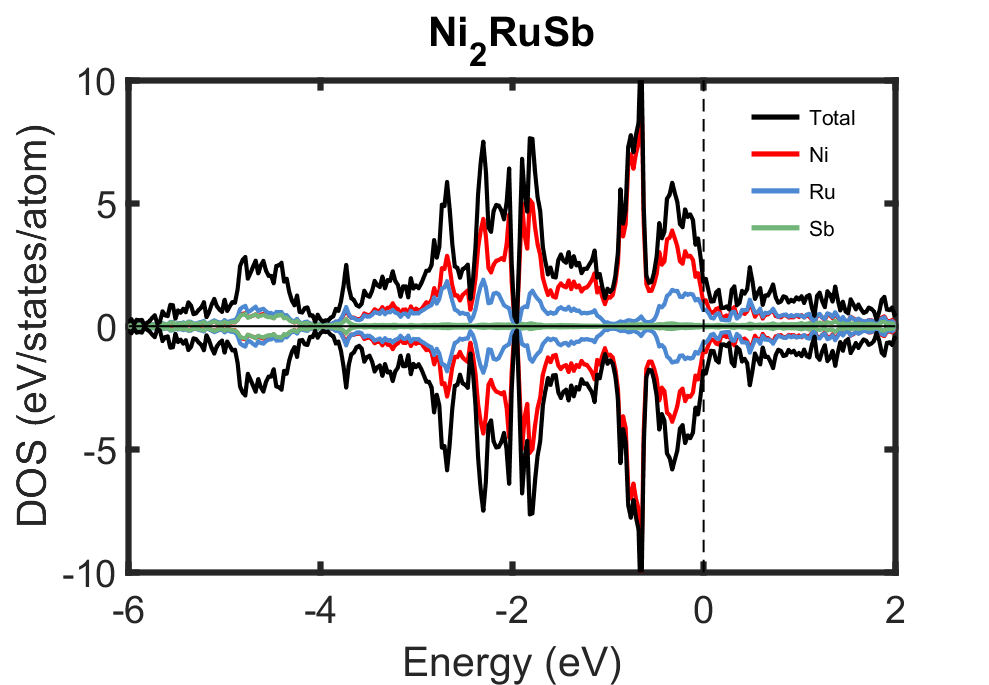 Ni₂RuSb
DOS (eV/states/atom)
10
5
0
-5
-10
Total
Ni
Ru
Sb
-6 -4 -2 0 2
Energy (eV)